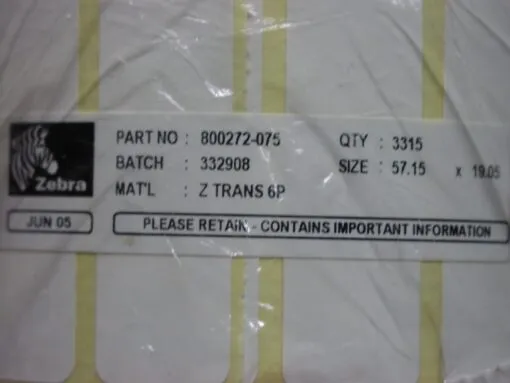 Zebra
PART NO : 800272-075 QTY : 3315
BATCH : 332908 SIZE : 57.15 x 19.05
MAT'L : Z TRANS 6P
JUN 05 PLEASE RETAIN - CONTAINS IMPORTANT INFORMATION